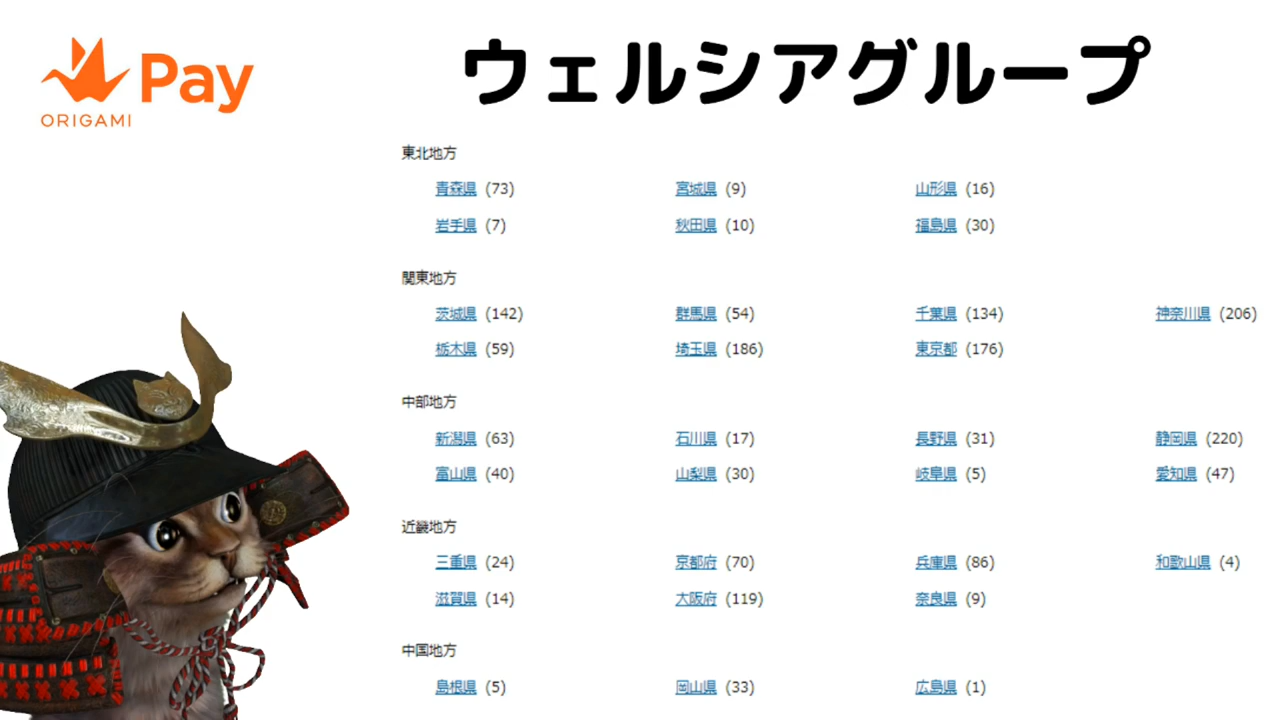 Pay
ORIGAMI
ウェルシアグループ
東北地方
青森県 (73) 宮城県 (9) 山形県 (16)
岩手県 (7) 秋田県 (10) 福島県 (30)
関東地方
茨城県 (142) 群馬県 (54) 千葉県 (134) 神奈川県 (206)
栃木県 (59) 埼玉県 (186) 東京都 (176)
中部地方
新潟県 (63) 石川県 (17) 長野県 (31) 静岡県 (220)
富山県 (40) 山梨県 (30) 岐阜県 (5) 愛知県 (47)
近畿地方
三重県 (24) 京都府 (70) 兵庫県 (86) 和歌山県 (4)
滋賀県 (14) 大阪府 (119) 奈良県 (9)
中国地方
島根県 (5) 岡山県 (33) 広島県 (1)